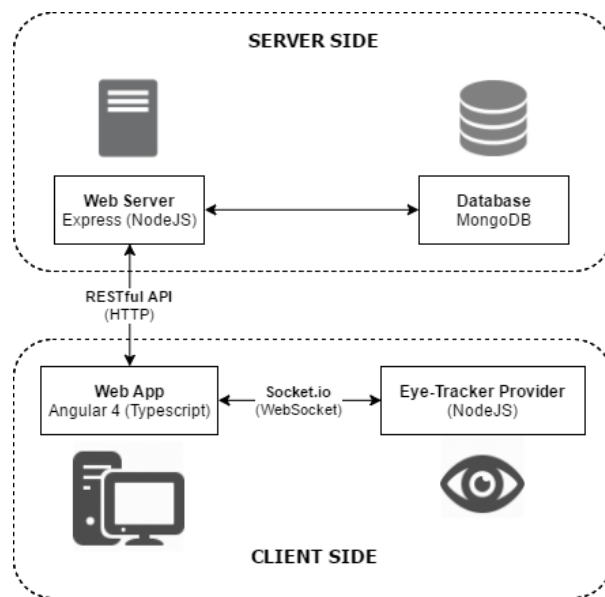 SERVER SIDE
Web Server
Express (NodeJS)
Database
MongoDB
RESTful API
(HTTP)
Web App
Angular 4 (Typescript)
Socket.io
(WebSocket)
Eye-Tracker Provider
(NodeJS)
CLIENT SIDE